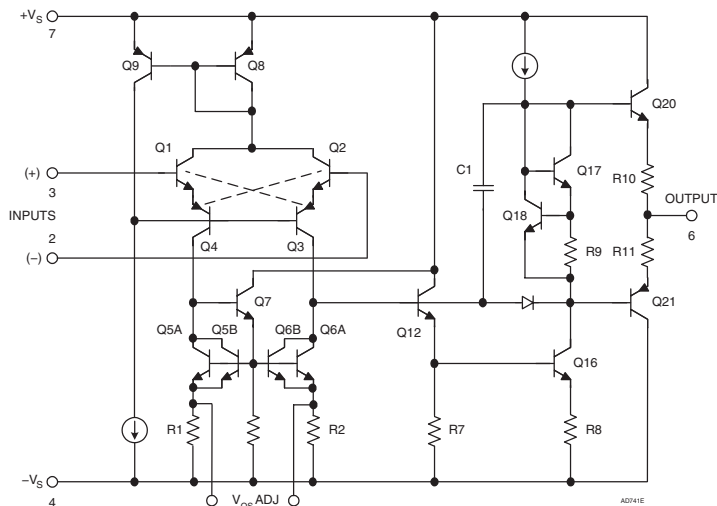 +VS
7
Q9
Q8
Q20
Q1
Q2
C1
Q17
(+)
3
R10
OUTPUT
6
INPUTS
Q18
2
Q4
Q3
R9
R11
(−)
Q7
Q21
Q12
Q5A
Q5B
Q6B
Q6A
Q16
R1
R2
R7
R8
−VS
4
VOS ADJ
AD741E